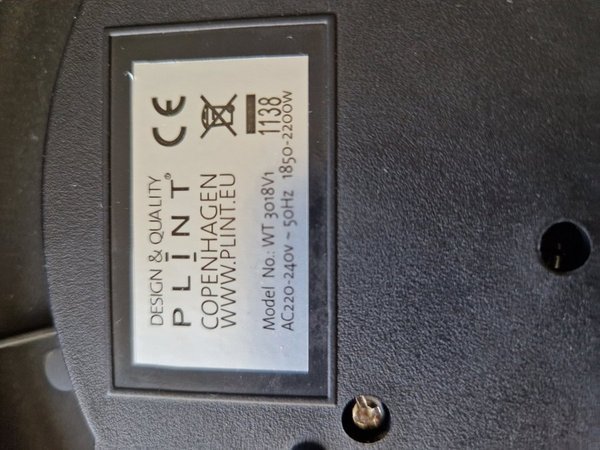 DESIGN & QUALITY
PLINT®
COPENHAGEN
WWW.PLINT.EU
Model No.: WT 3018V1
AC220-240V ~ 50Hz 1850-2200W
CE
1138